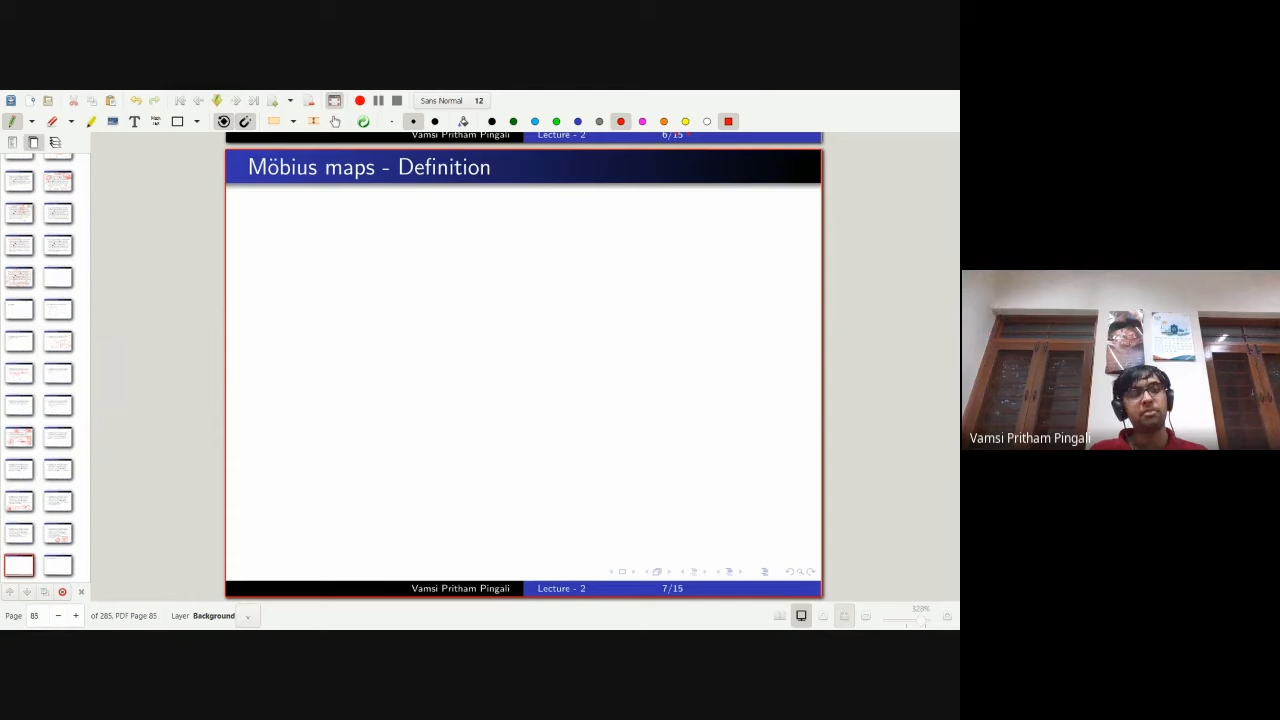 Sans Normal 12
Vamsi Pritham Pingali Lecture - 2 6/15
Möbius maps - Definition
Vamsi Pritham Pingali
Vamsi Pritham Pingali Lecture - 2 7/15
Page 85 of 285, PDF Page 85 Layer Background 328%